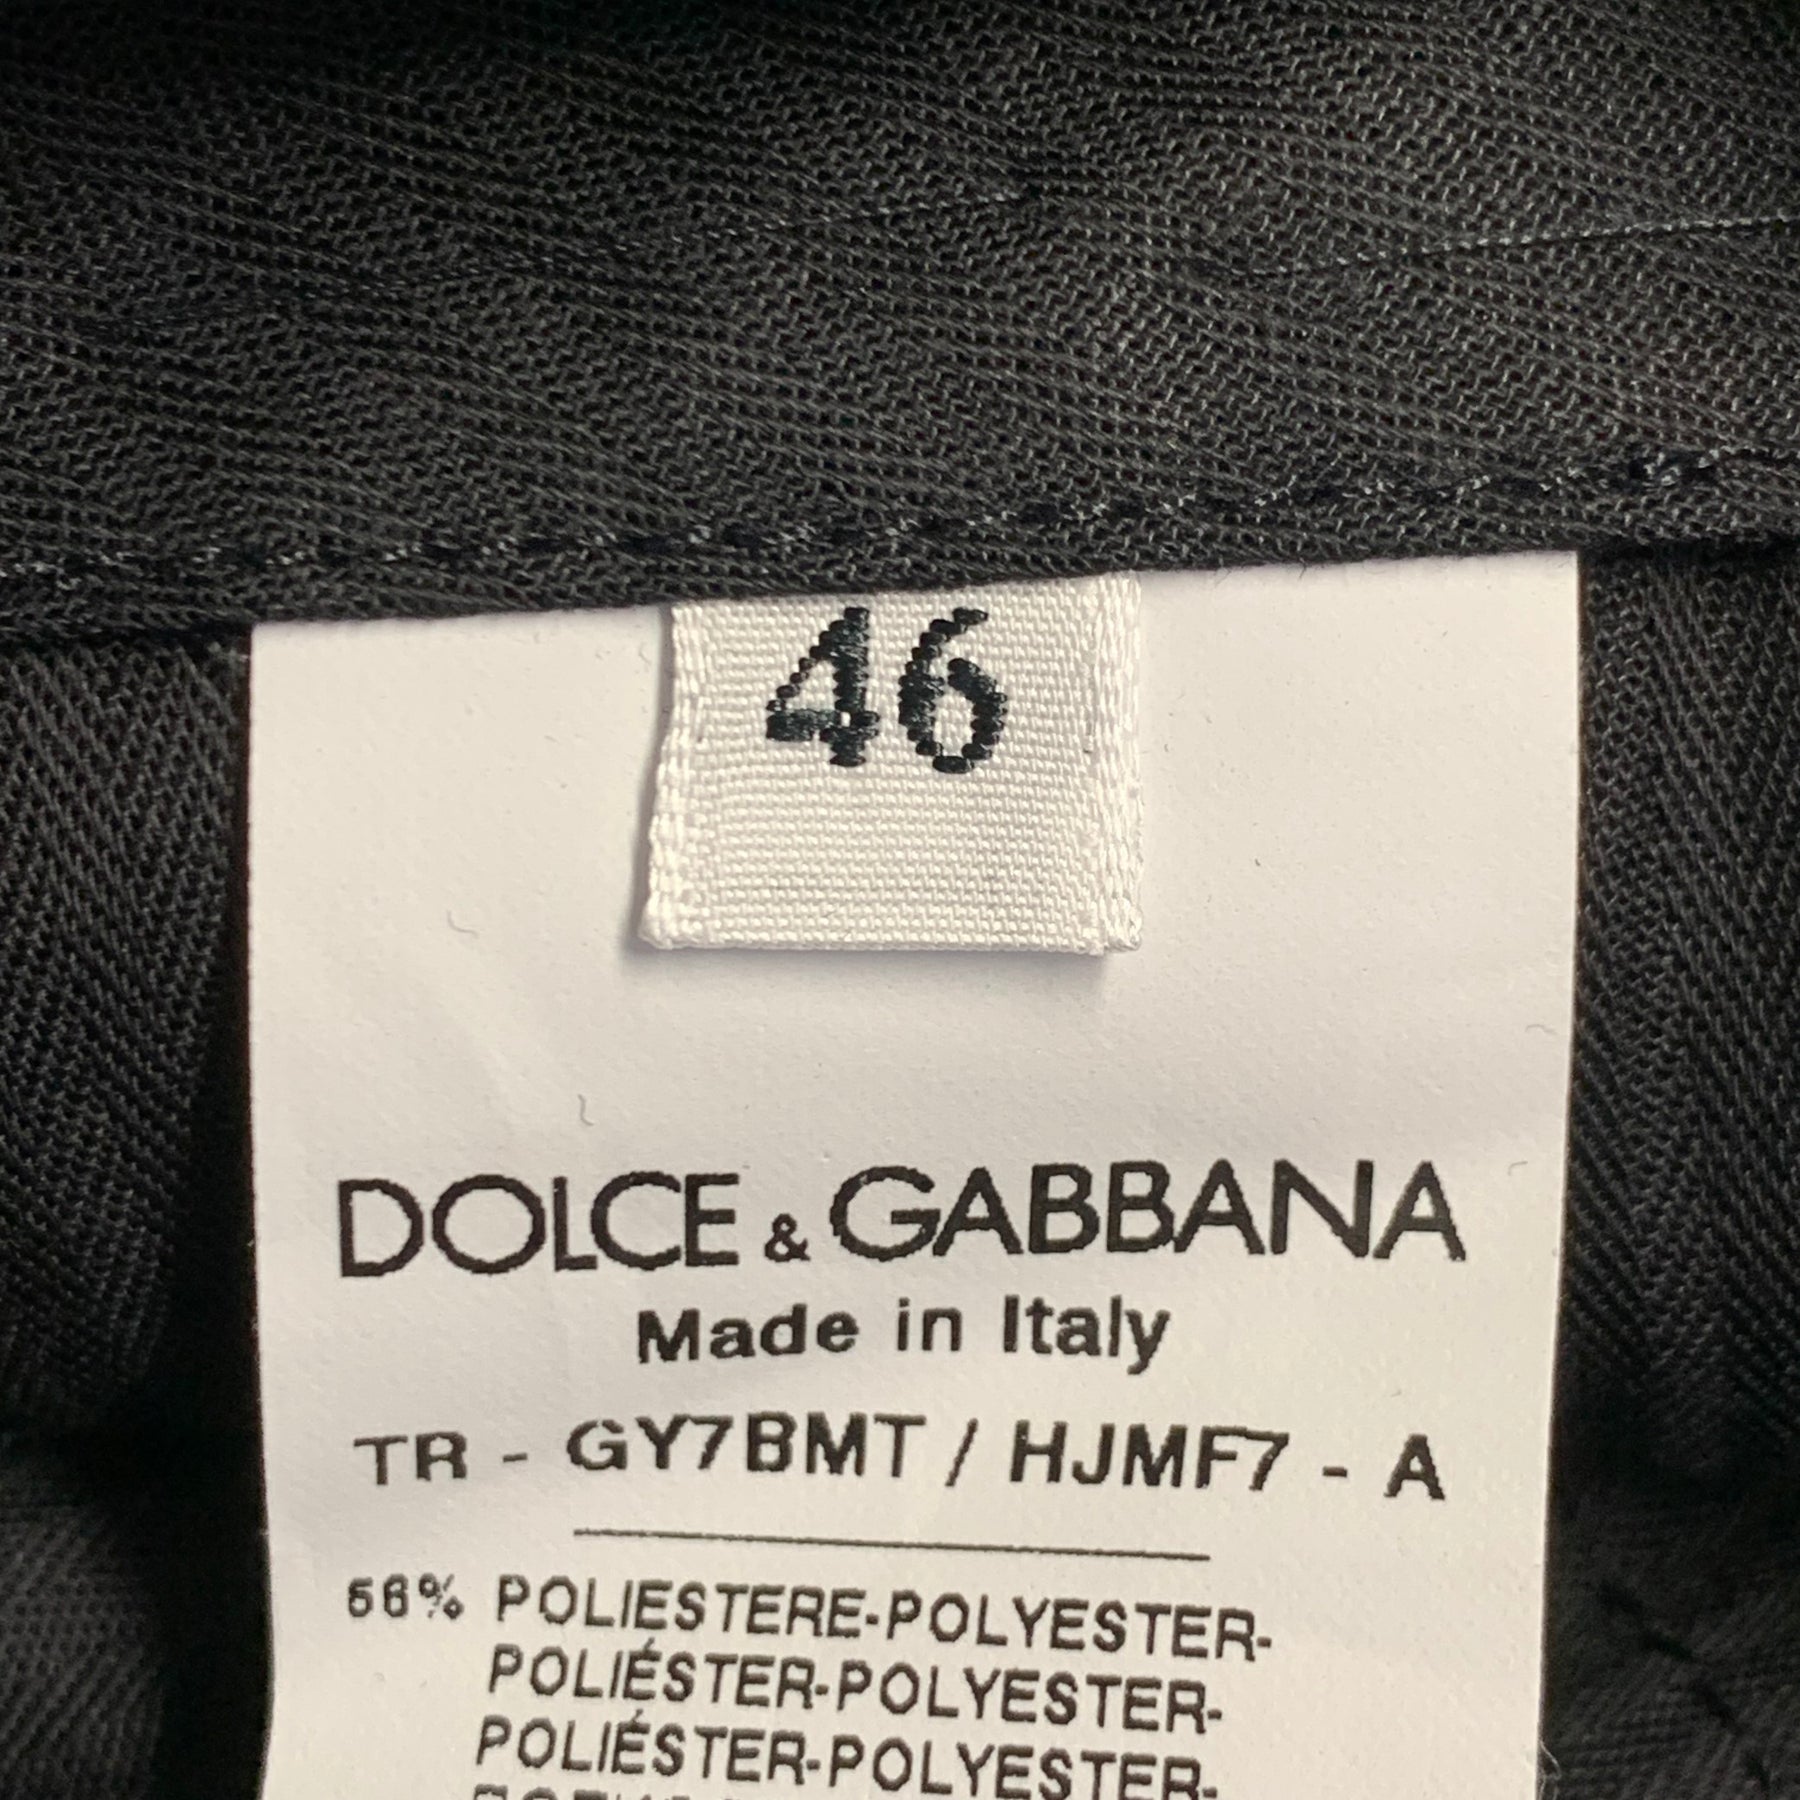 46
DOLCE & GABBANA
Made in Italy
TR - GY7BMT / HJMF7 - A
56% POLIESTERE-POLYESTER-
POLIÉSTER-POLYESTER-
POLIÉSTER-POLYESTER-